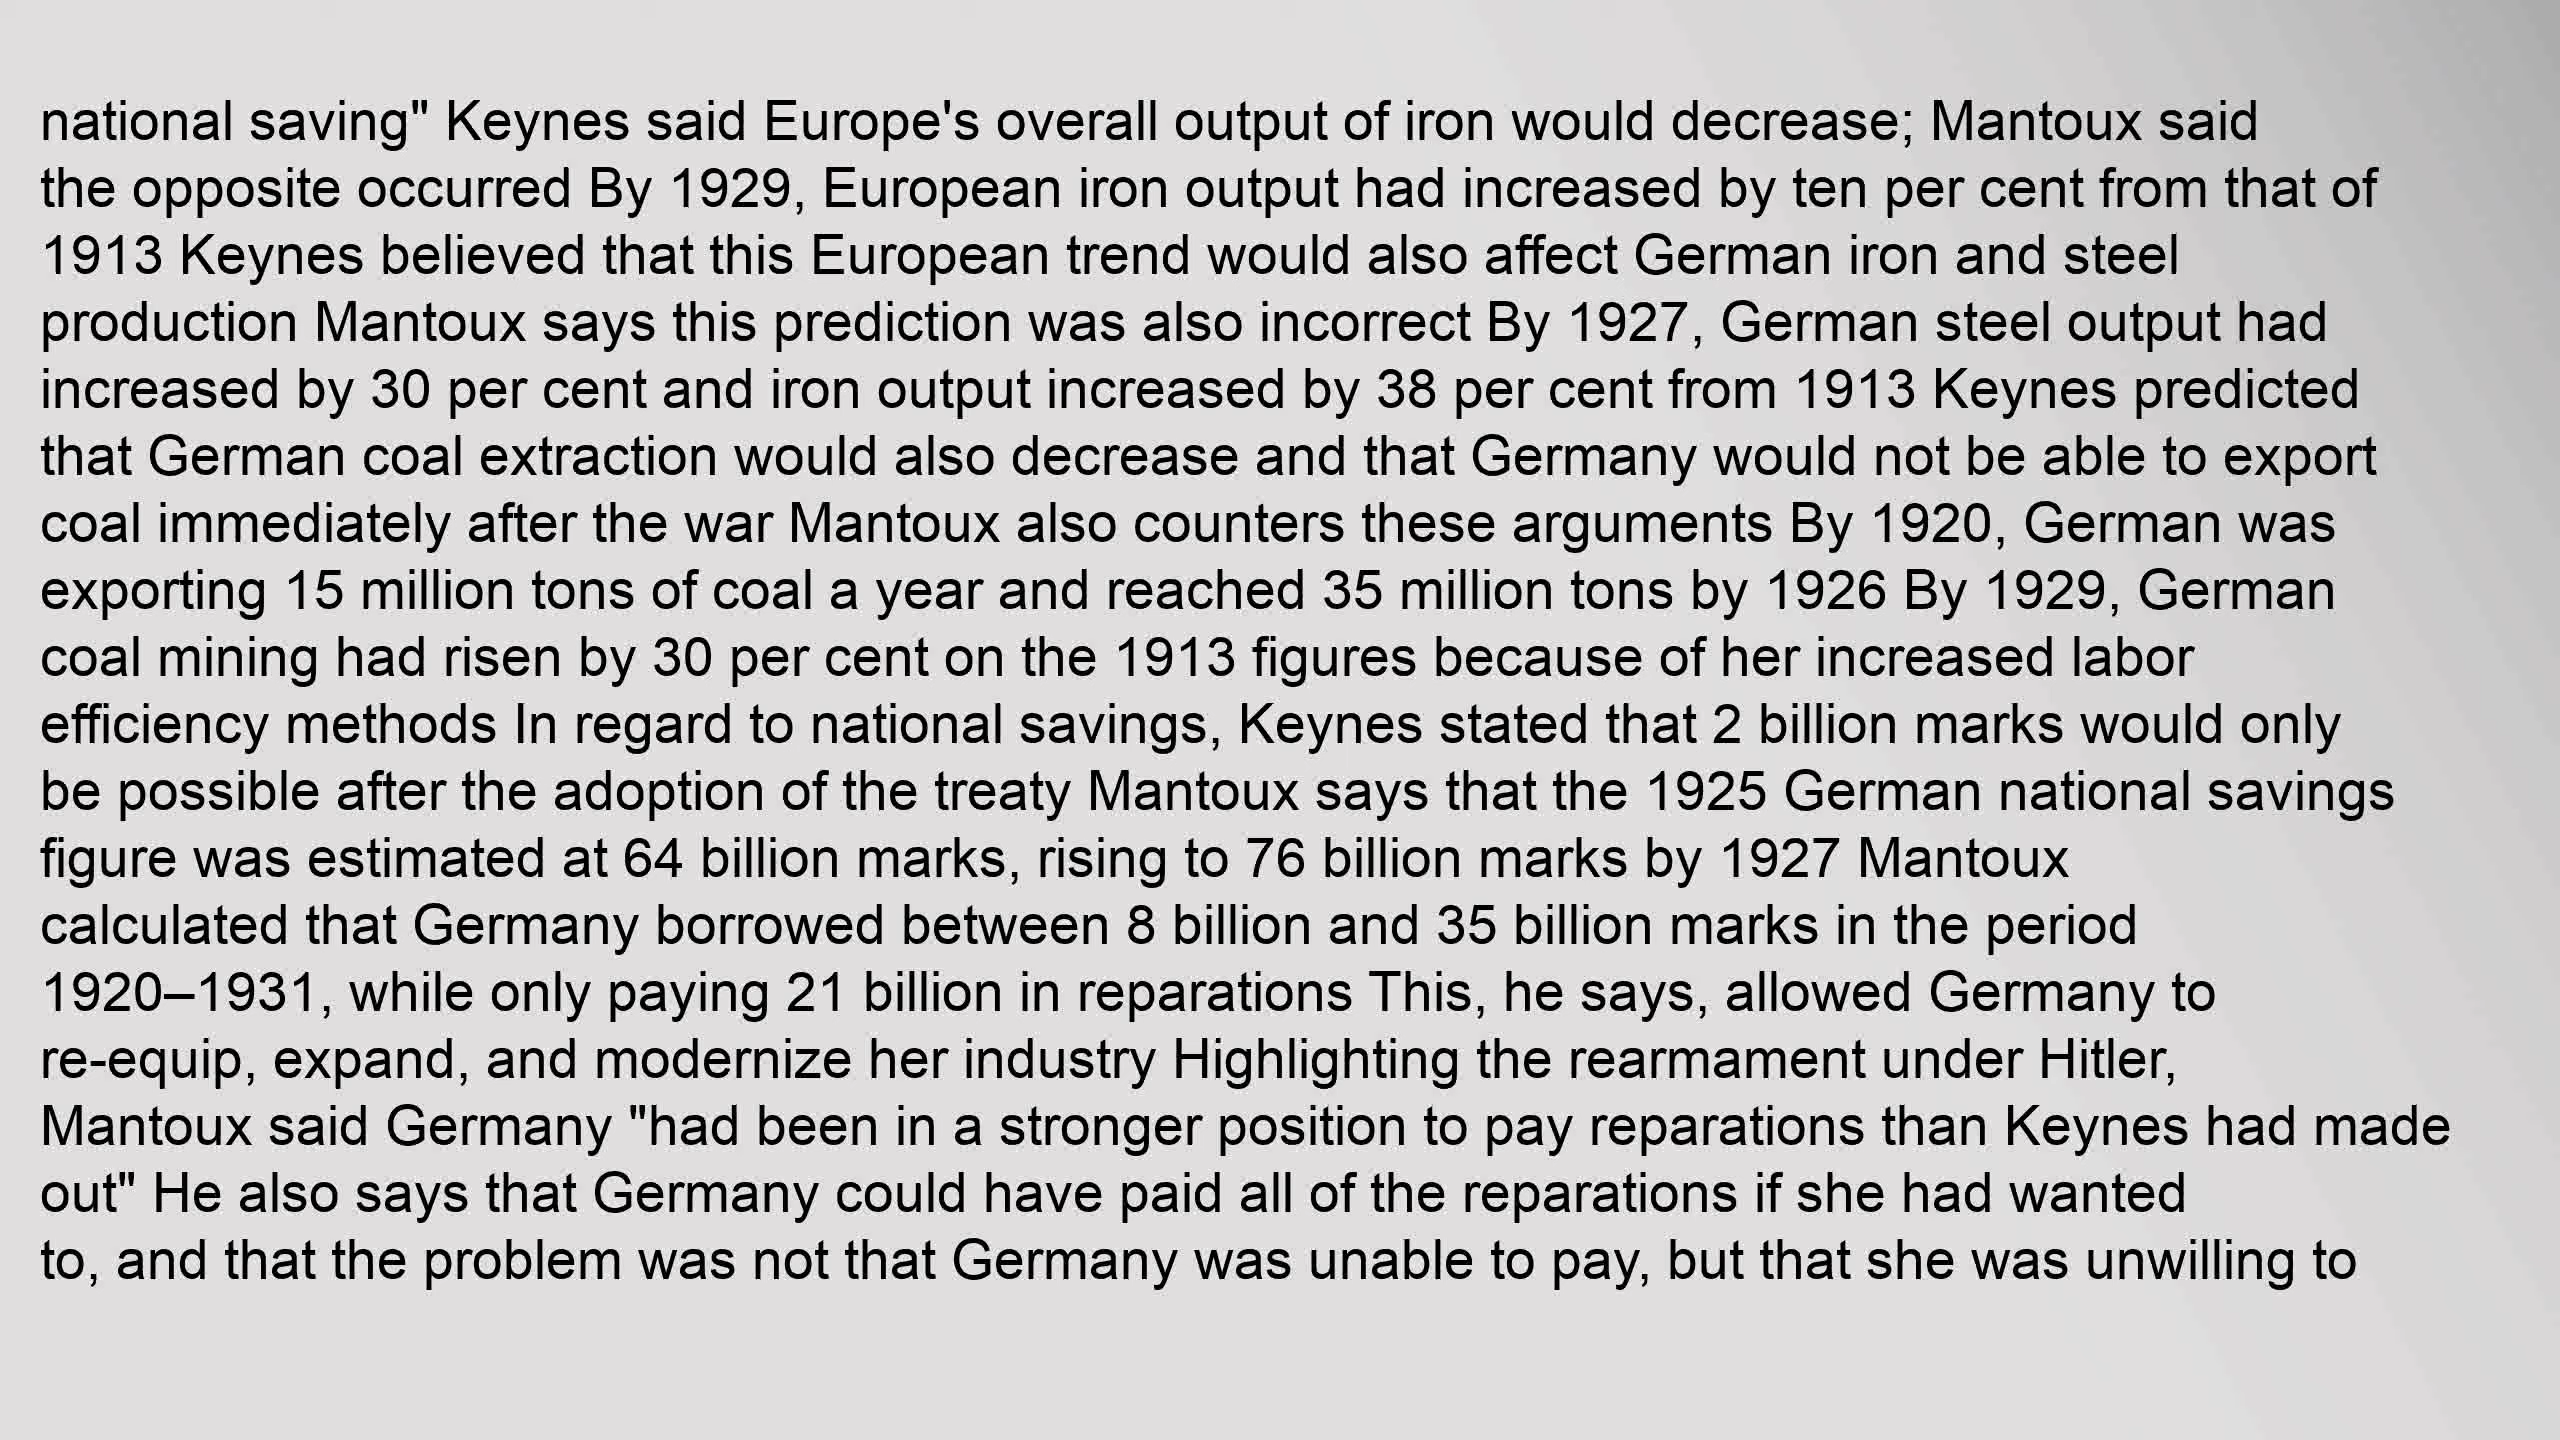 national saving" Keynes said Europe's overall output of iron would decrease; Mantoux said
the opposite occurred By 1929, European iron output had increased by ten per cent from that of
1913 Keynes believed that this European trend would also affect German iron and steel
production Mantoux says this prediction was also incorrect By 1927, German steel output had
increased by 30 per cent and iron output increased by 38 per cent from 1913 Keynes predicted
that German coal extraction would also decrease and that Germany would not be able to export
coal immediately after the war Mantoux also counters these arguments By 1920, German was
exporting 15 million tons of coal a year and reached 35 million tons by 1926 By 1929, German
coal mining had risen by 30 per cent on the 1913 figures because of her increased labor
efficiency methods In regard to national savings, Keynes stated that 2 billion marks would only
be possible after the adoption of the treaty Mantoux says that the 1925 German national savings
figure was estimated at 64 billion marks, rising to 76 billion marks by 1927 Mantoux
calculated that Germany borrowed between 8 billion and 35 billion marks in the period
1920–1931, while only paying 21 billion in reparations This, he says, allowed Germany to
re-equip, expand, and modernize her industry Highlighting the rearmament under Hitler,
Mantoux said Germany "had been in a stronger position to pay reparations than Keynes had made
out" He also says that Germany could have paid all of the reparations if she had wanted
to, and that the problem was not that Germany was unable to pay, but that she was unwilling to